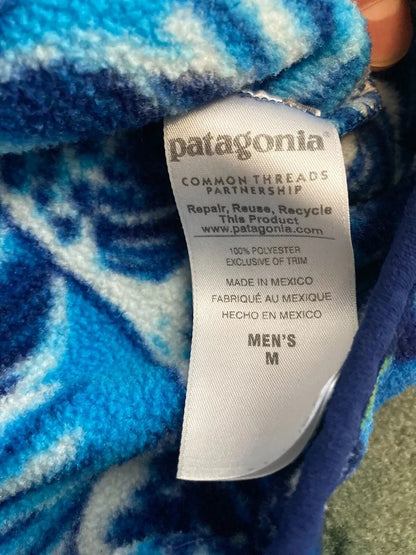 patagonia®
COMMON THREADS
PARTNERSHIP
Repair, Reuse, Recycle
This Product
www.patagonia.com
100% POLYESTER
EXCLUSIVE OF TRIM
MADE IN MEXICO
FABRIQUÉ AU MEXIQUE
HECHO EN MEXICO
MEN'S
M